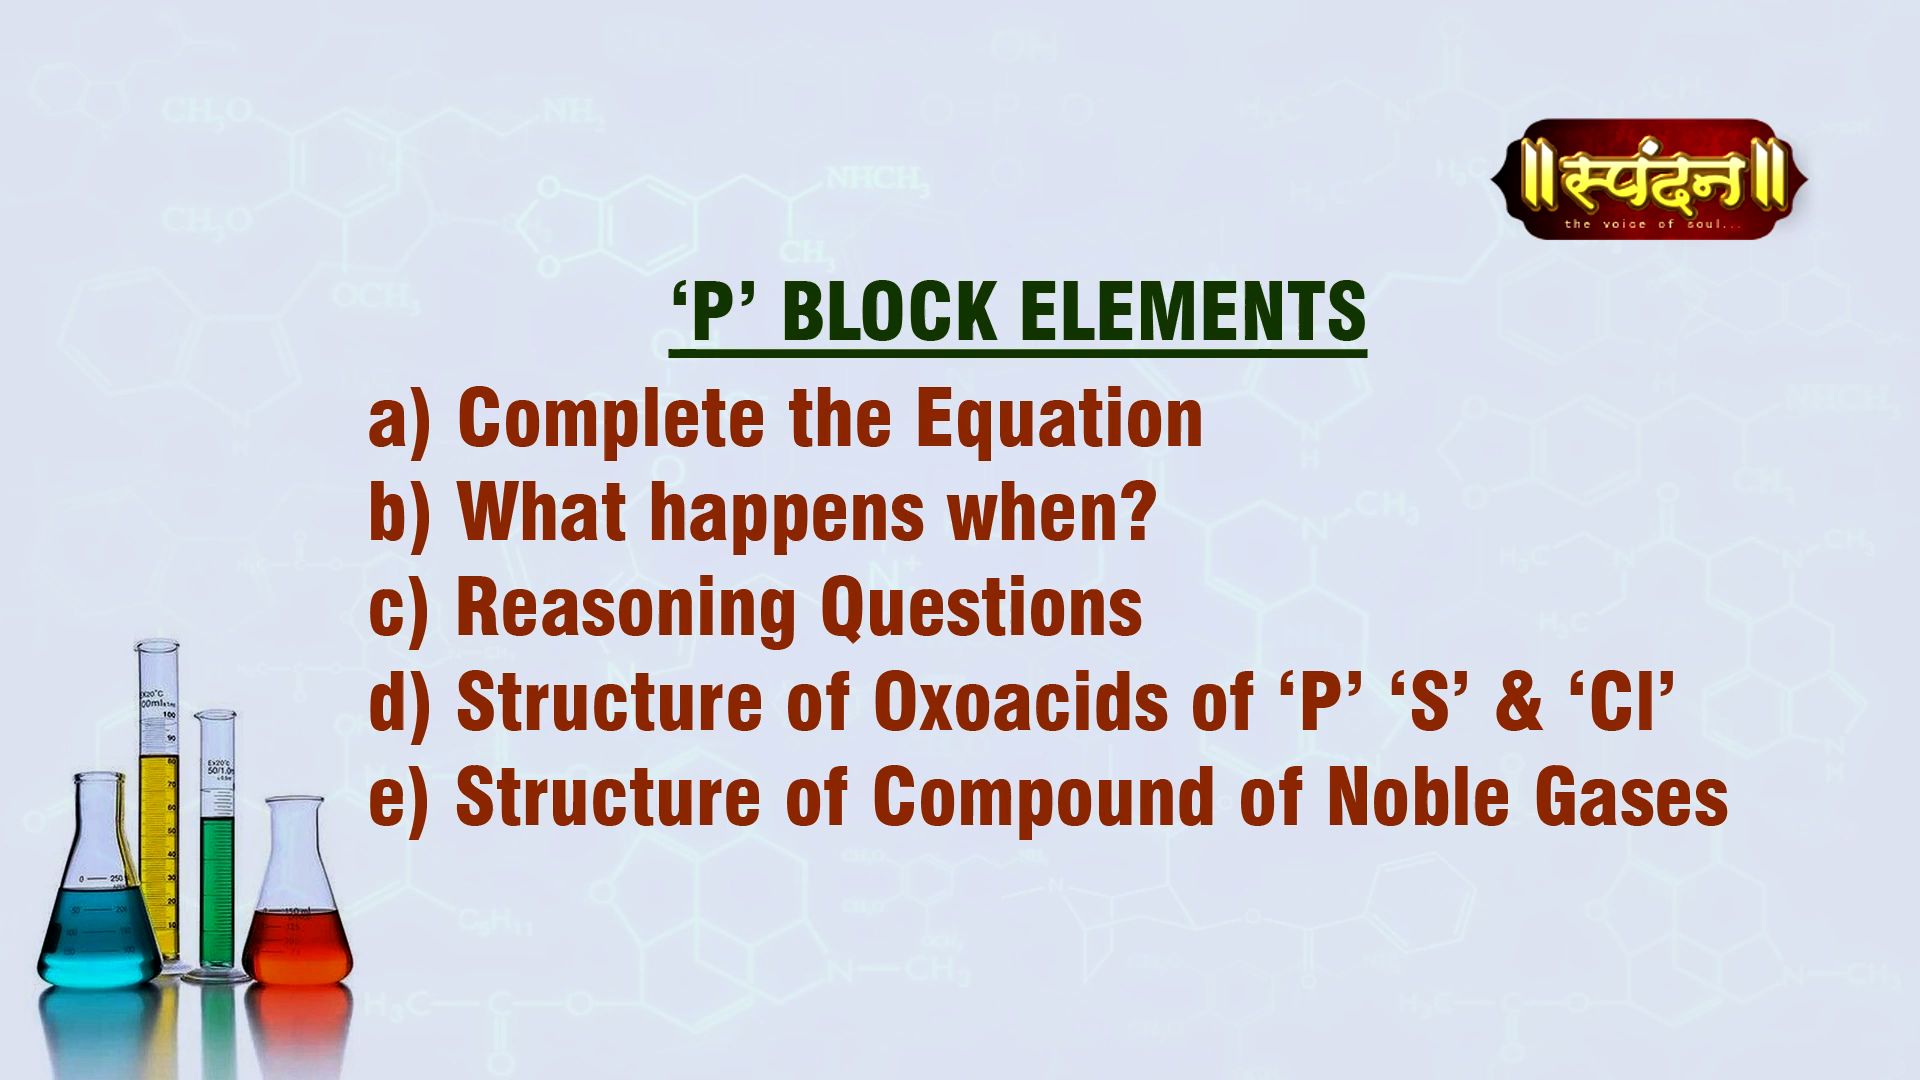 ॥स्पंदन॥
the voice of soul...
‘P’ BLOCK ELEMENTS
a) Complete the Equation
b) What happens when?
c) Reasoning Questions
d) Structure of Oxoacids of ‘P’ ‘S’ & ‘Cl’
e) Structure of Compound of Noble Gases